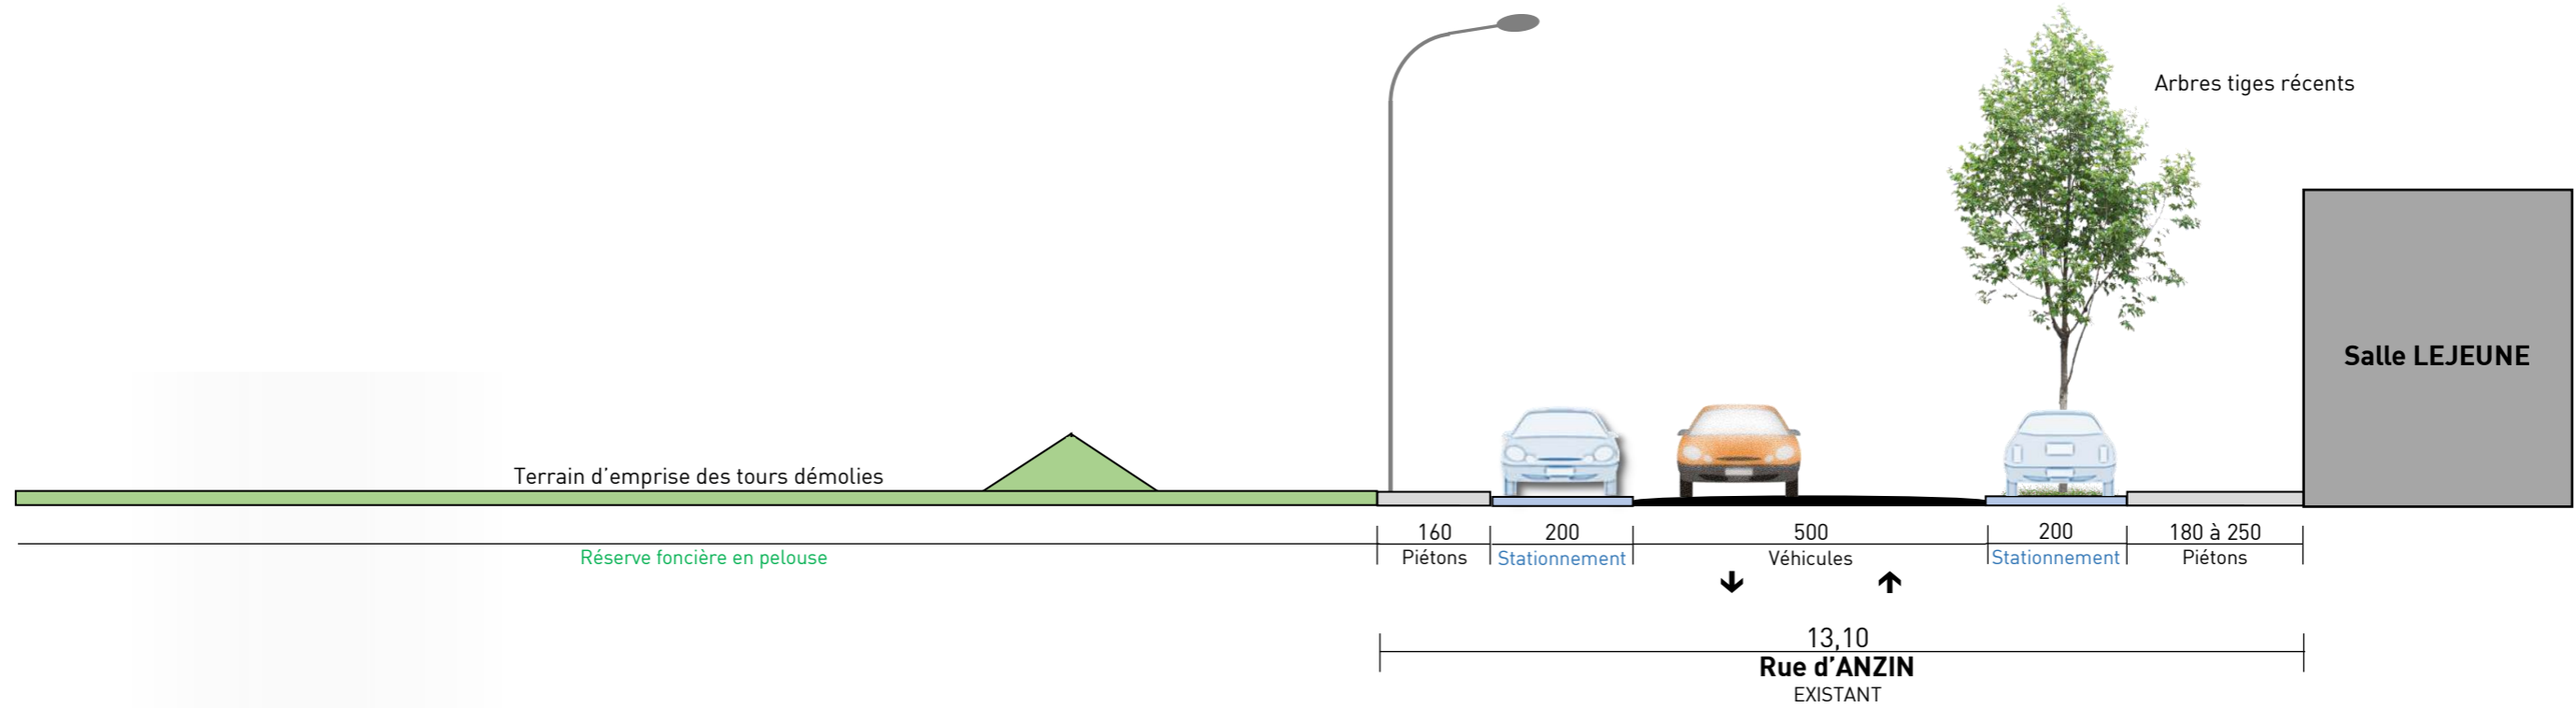 Arbres tiges récents
Salle LEJEUNE
Terrain d'emprise des tours démolies
Réserve foncière en pelouse
160
Piétons
200
Stationnement
500
Véhicules
200
Stationnement
180 à 250
Piétons
13,10
Rue d'ANZIN
EXISTANT